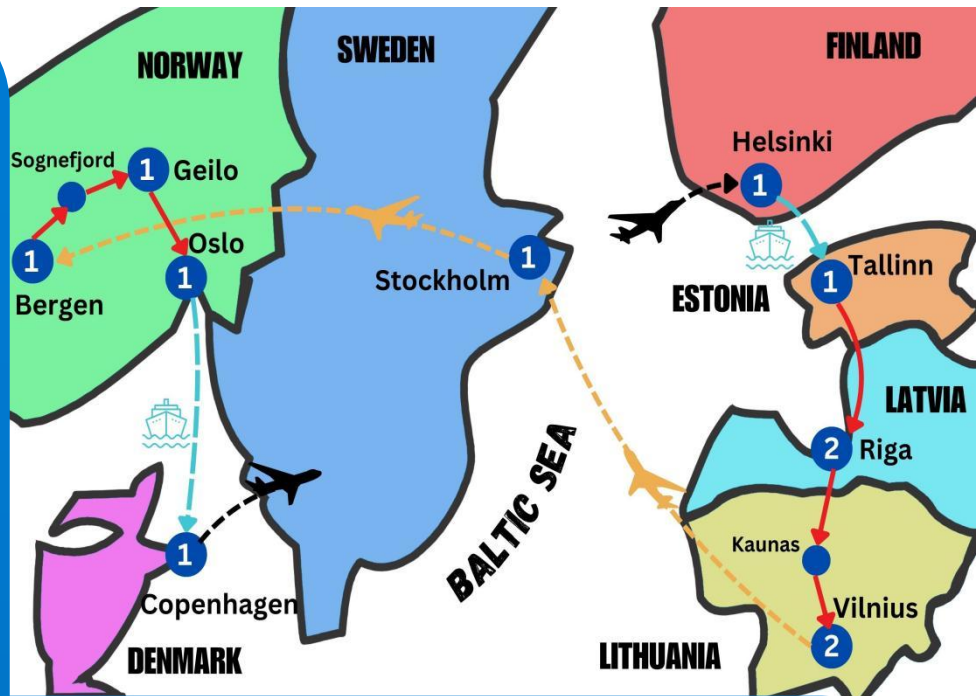 NORWAY
SWEDEN
FINLAND
Sognefjord
1
Geilo
Helsinki
1
Oslo
1
1
Bergen
1
Stockholm
Tallinn
1
ESTONIA
LATVIA
2
Riga
BALTIC SEA
Kaunas
1
Copenhagen
Vilnius
2
DENMARK
LITHUANIA